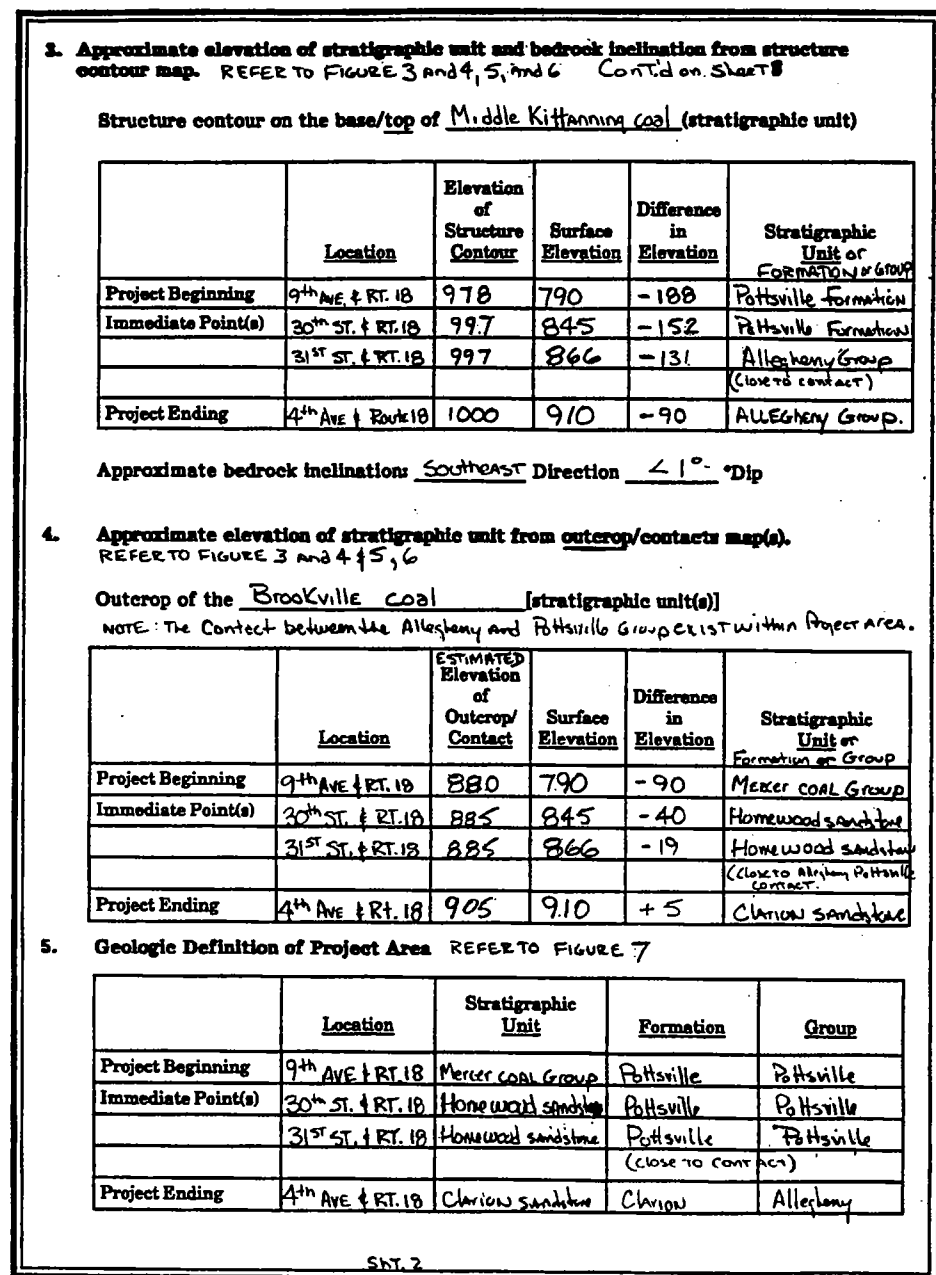 3. Approximate elevation of stratigraphic unit and bedrock inclination from structure
contour map. REFER TO FIGURE 3 and 4, 5, and 6 Cont'd on Sheet 8
Structure contour on the base/top of Middle Kittanning coal (stratigraphic unit)
Location Elevation of Structure Contour Surface Elevation Difference in Elevation Stratigraphic Unit or FORMATION or GROUP
Project Beginning 9th AVE. & RT. 18 978 790 -188 Pottsville Formation
Immediate Point(s) 30th ST. & RT. 18 997 845 -152 Pottsville Formation
31ST ST. & RT. 18 997 866 -131 Allegheny Group
(Close to contact)
Project Ending 4th AVE & Route 18 1000 910 -90 ALLEGHENY GROUP.
Approximate bedrock inclination: SOUTHEAST Direction <1°- °Dip
4. Approximate elevation of stratigraphic unit from outcrop/contacts map(s).
REFER TO FIGURE 3 and 4 & 5, 6
Outcrop of the Brookville coal [stratigraphic unit(s)]
NOTE: The Contact between the Allegheny and Pottsville Group exist within Project Area.
Location ESTIMATED Elevation of Outcrop/ Contact Surface Elevation Difference in Elevation Stratigraphic Unit or Formation or Group
Project Beginning 9th AVE & RT. 18 880 790 -90 Mercer COAL Group
Immediate Point(s) 30th ST. & RT. 18 885 845 -40 Homewood sandstone
31ST ST. & RT. 18 885 866 -19 Homewood sandstone
(Close to Allegheny Pottsville
contact.
Project Ending 4th AVE & Rt. 18 905 910 +5 Clarion sandstone
5. Geologic Definition of Project Area REFER TO FIGURE 7
Location Stratigraphic Unit Formation Group
Project Beginning 9th AVE & RT. 18 Mercer COAL Group Pottsville Pottsville
Immediate Point(s) 30th ST. & RT. 18 Homewood sandstone Pottsville Pottsville
31ST ST. & RT. 18 Homewood sandstone Pottsville Pottsville
(close to contact)
Project Ending 4th AVE & RT. 18 Clarion sandstone Clarion Allegheny
ShT. 2